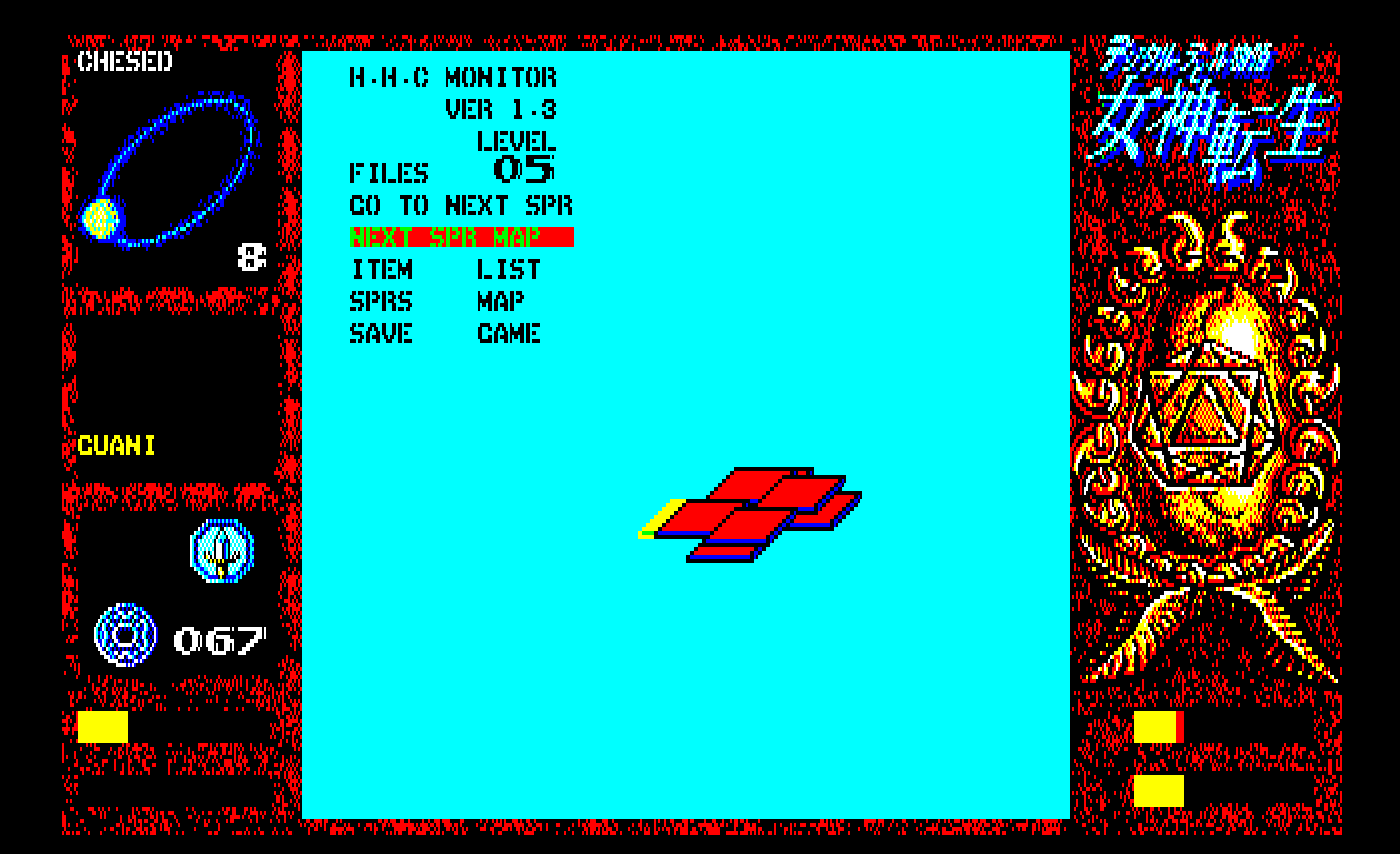 CHESED
8
GUANI
067
H.H.C MONITOR
VER 1.3
LEVEL
FILES 05
GO TO NEXT SPR
NEXT SPR MAP
ITEM LIST
SPRS MAP
SAVE GAME
女神転生